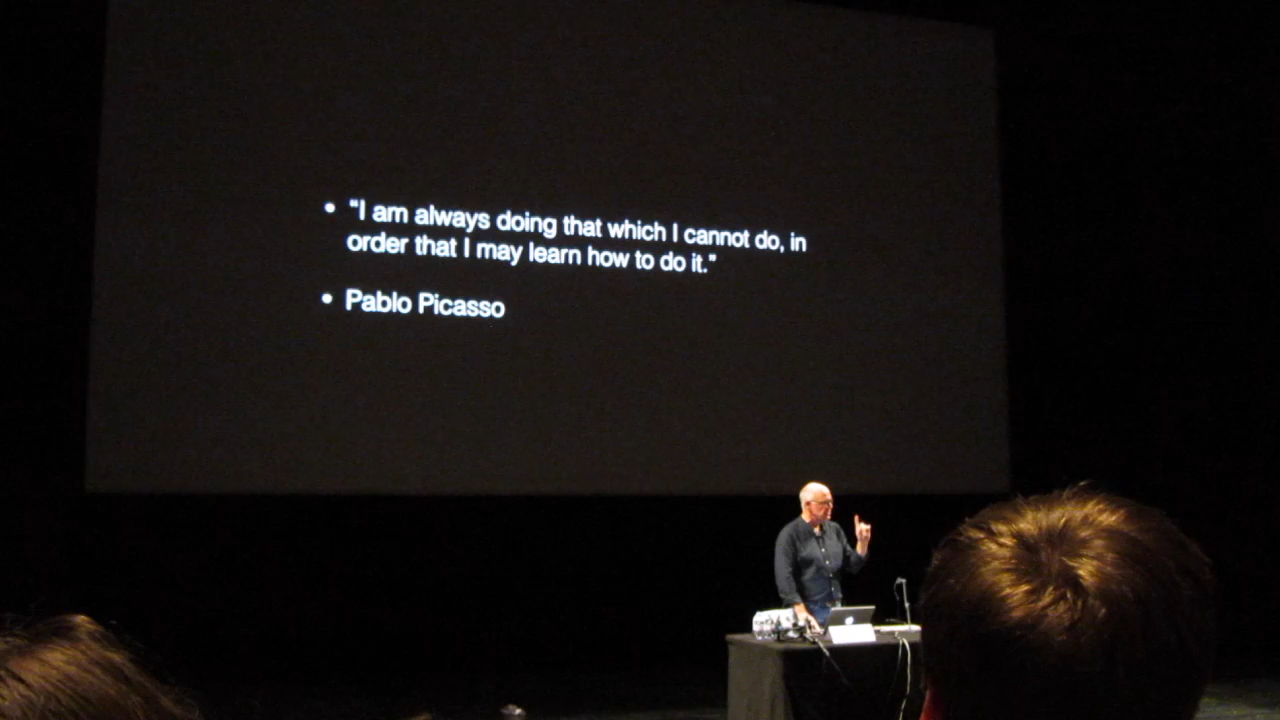 • "I am always doing that which I cannot do, in
order that I may learn how to do it."
• Pablo Picasso